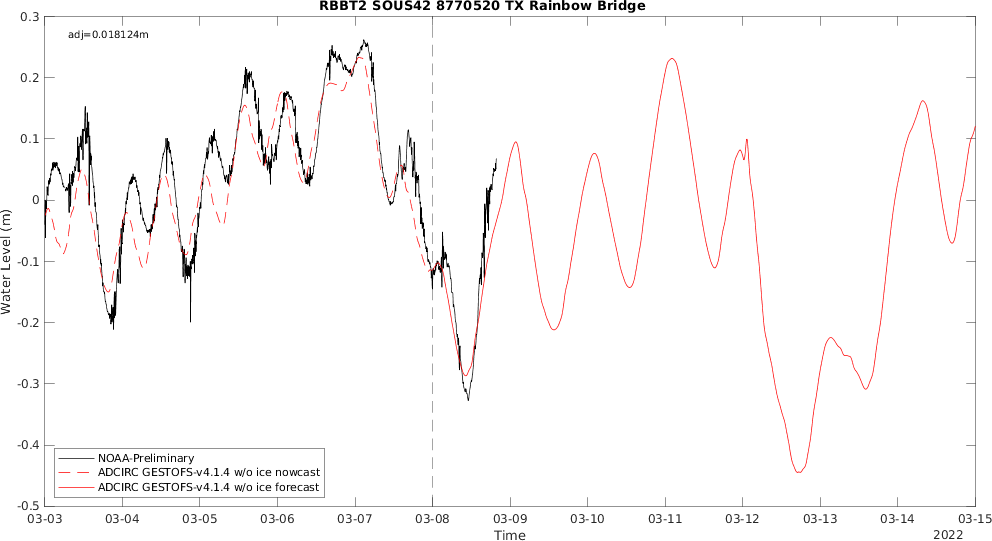 RBBT2 SOUS42 8770520 TX Rainbow Bridge
adj=0.018124m
0.3
0.2
0.1
0
-0.1
-0.2
-0.3
-0.4
-0.5
Water Level (m)
NOAA-Preliminary
ADCIRC GESTOFS-v4.1.4 w/o ice nowcast
ADCIRC GESTOFS-v4.1.4 w/o ice forecast
03-03 03-04 03-05 03-06 03-07 03-08 03-09 03-10 03-11 03-12 03-13 03-14 03-15
Time
2022